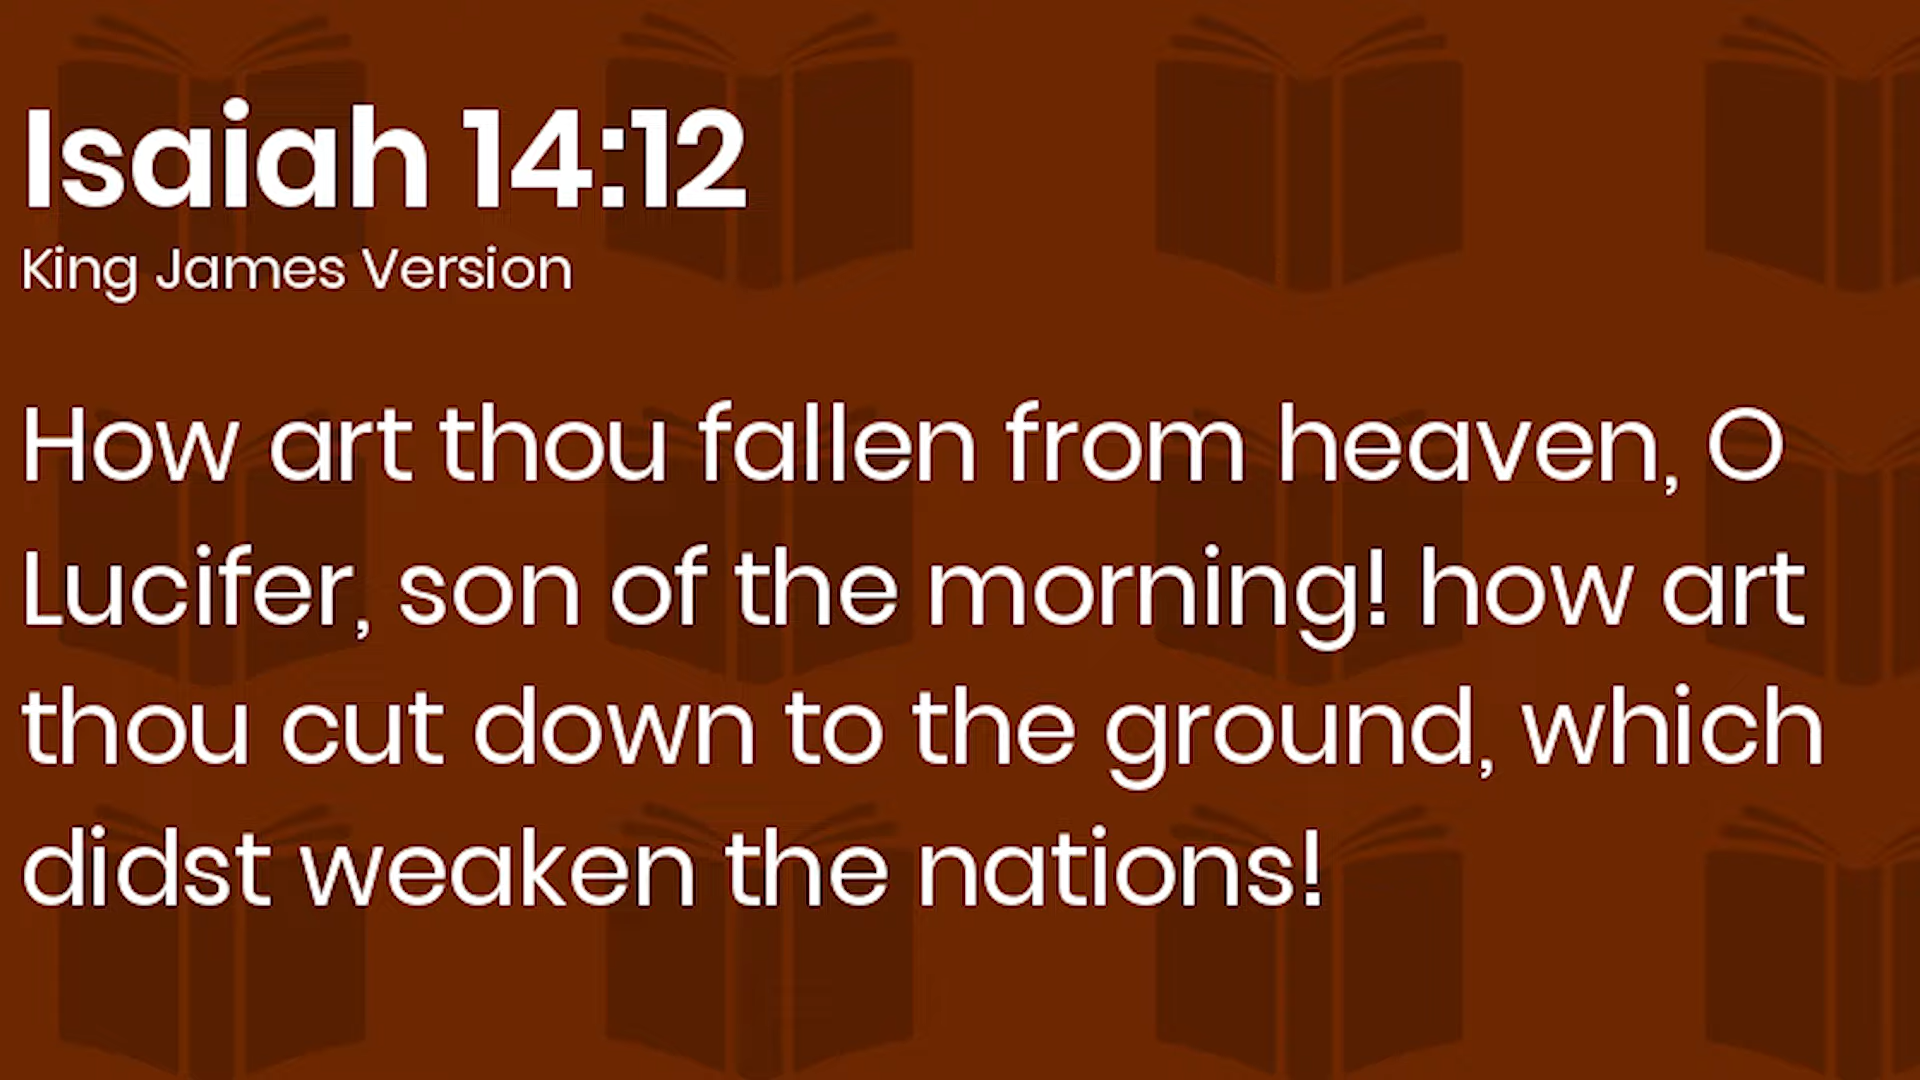 Isaiah 14:12
King James Version
How art thou fallen from heaven, O
Lucifer, son of the morning! how art
thou cut down to the ground, which
didst weaken the nations!